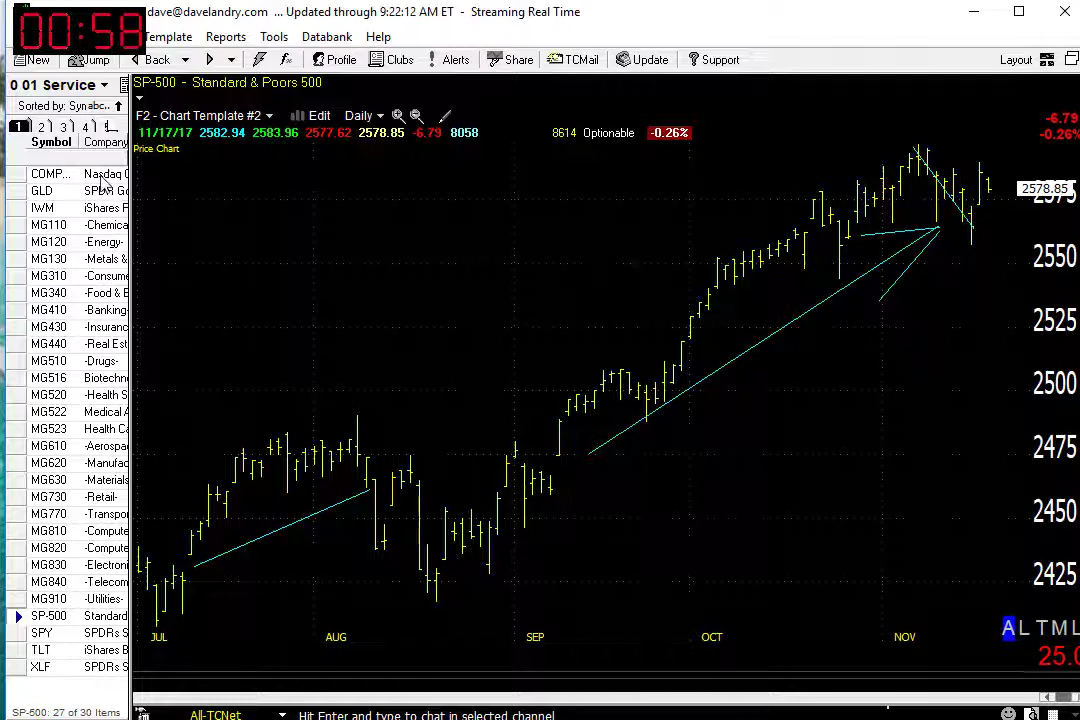 00:58
dave@davelandry.com ... Updated through 9:22:12 AM ET - Streaming Real Time
Template Reports Tools Databank Help
New Jump Back Profile Clubs Alerts Share TCMail Update Support Layout
0 01 Service SP-500 - Standard & Poors 500
Sorted by: Synabc..
F2 - Chart Template #2 Edit Daily
1 2 3 4
11/17/17 2582.94 2583.96 2577.62 2578.85 -6.79 8058 8614 Optionable -0.26%
-6.79
-0.26%
Symbol Company
Price Chart
COMP... Nasdaq C
GLD SPDR Go
IWM iShares F
MG110 -Chemica
MG120 -Energy-
MG130 -Metals &
MG310 -Consume
MG340 -Food & B
MG410 -Banking-
MG430 -Insuranc
MG440 -Real Est
MG510 -Drugs-
MG516 Biotechn
MG520 -Health S
MG522 Medical A
MG523 Health Ca
MG610 -Aerospa
MG620 -Manufac
MG630 -Materials
MG730 -Retail-
MG770 -Transpor
MG810 -Compute
MG820 -Compute
MG830 -Electroni
MG840 -Telecom
MG910 -Utilities-
SP-500 Standard
SPY SPDRs S
TLT iShares B
XLF SPDRs S
2578.85
2575
2550
2525
2500
2475
2450
2425
JUL AUG SEP OCT NOV
A L T M L
25.0
SP-500: 27 of 30 Items
All-TCNet Hit Enter and type to chat in selected channel